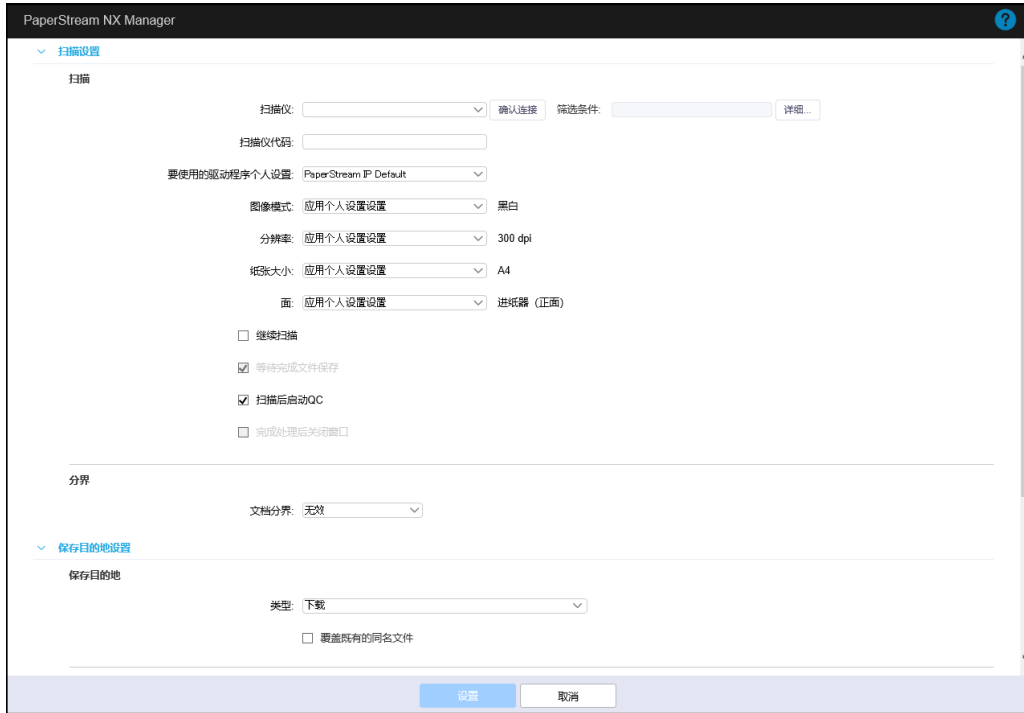 PaperStream NX Manager ?
扫描设置
扫描
扫描仪: 确认连接 筛选条件: 详细...
扫描仪代码:
要使用的驱动程序个人设置: PaperStream IP Default
图像模式: 应用个人设置设置 黑白
分辨率: 应用个人设置设置 300 dpi
纸张大小: 应用个人设置设置 A4
面: 应用个人设置设置 进纸器（正面）
继续扫描
等待完成文件保存
扫描后启动QC
完成处理后关闭窗口
分界
文档分界: 无效
保存目的地设置
保存目的地
类型: 下载
覆盖既有的同名文件
设置 取消